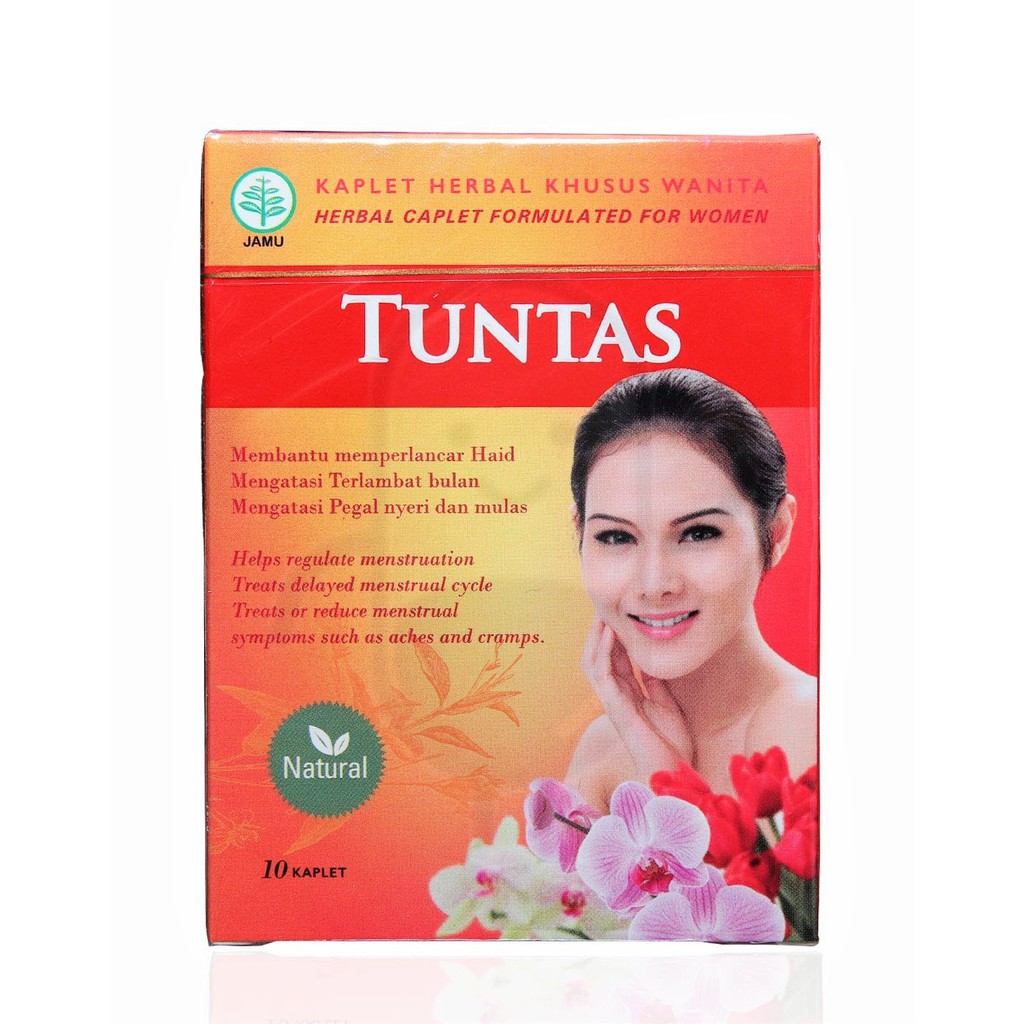 KAPLET HERBAL KHUSUS WANiTA
HERBAL CAPLET FORMULATED FOR WOMEN
JAMU
TUNTAS
Membantu memperlancar Haid
Mengatasi Terlambat bulan
Mengatasi Pegal nyeri dan mulas
Helps regulate menstruation
Treats delayed menstrual cycle
Treats or reduce menstrual
symptoms such as aches and cramps.
Natural
10 KAPLET